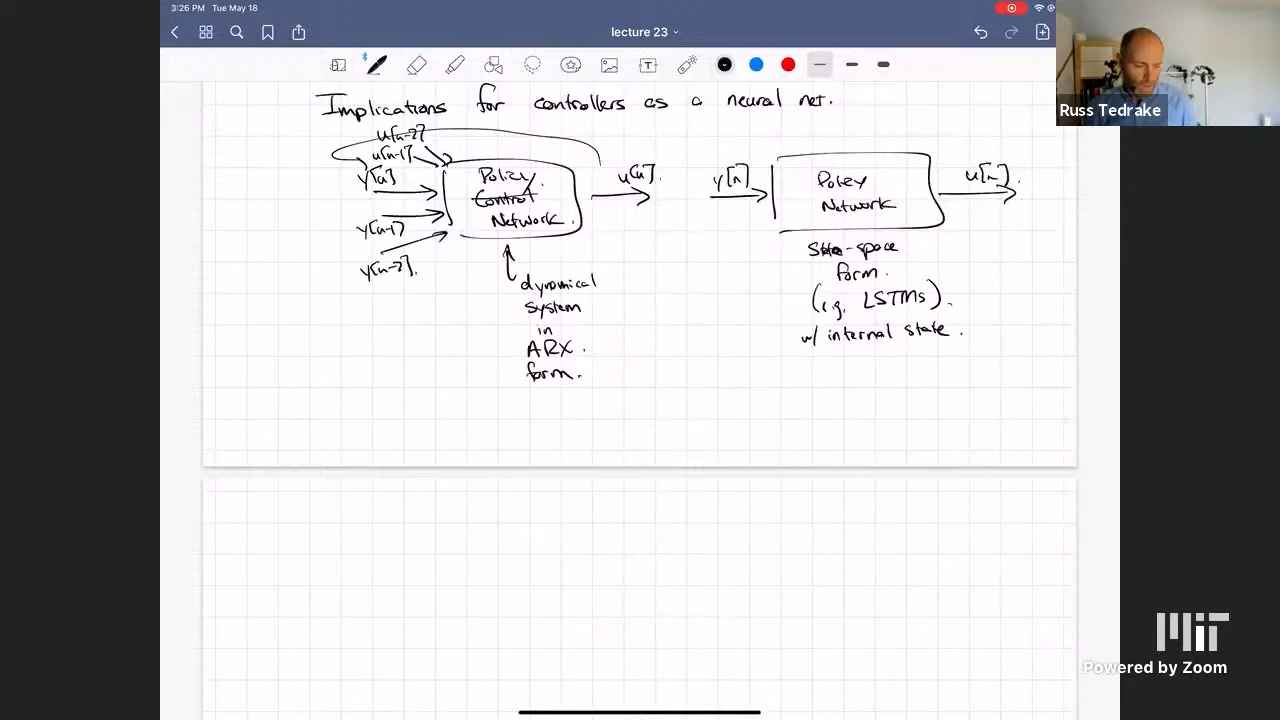 3:26 PM Tue May 18
lecture 23
Russ Tedrake
Implications for controllers as a neural net.
u[n-2]
u[n-1]
y[n]
y[n-1]
y[n-2].
Policy
Control
Network.
u[n].
dynamical
system
in
ARX.
form.
y[n]
Policy
Network
u[n].
State-space
form.
(e.g. LSTMs).
w/ internal state.
MIT
Powered by Zoom